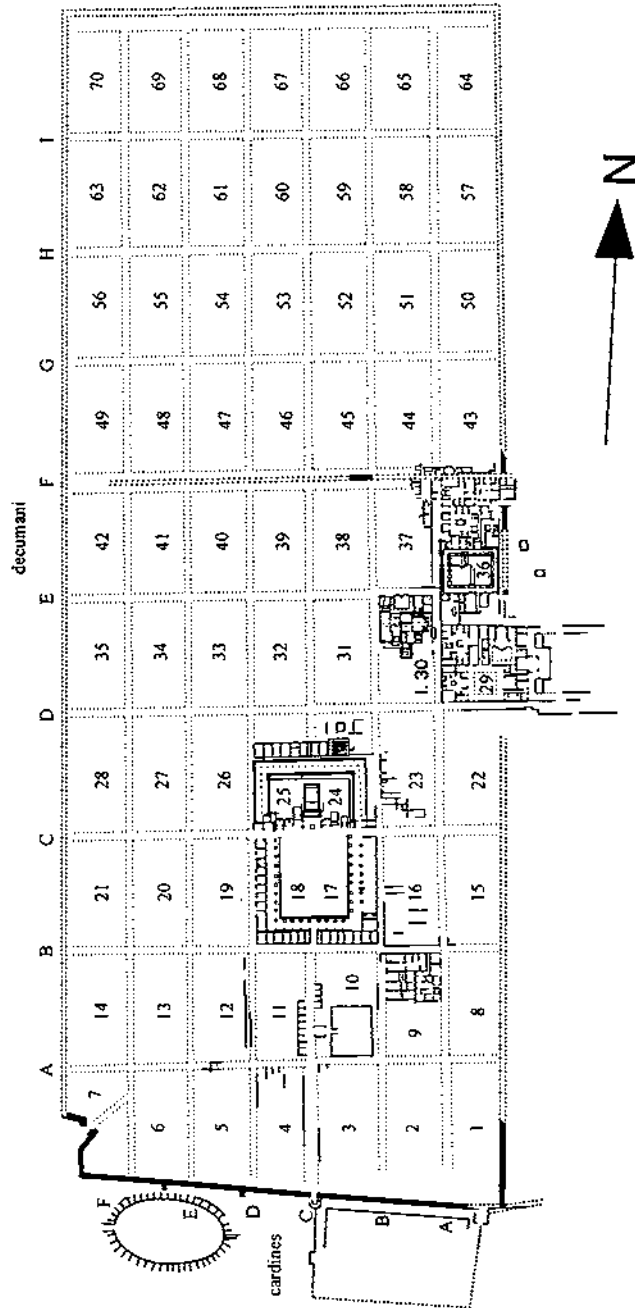 decumani
A B C D E F G H I
7 14 21 28 35 42 49 56 63 70
F
6 13 20 27 34 41 48 55 62 69
E
5 12 19 26 33 40 47 54 61 68
D
cardines
4 11 18 25 32 39 46 53 60 67
C
3 10 17 24 31 38 45 52 59 66
B
2 9 16 23 I. 30 37 44 51 58 65
A
1 8 15 22 29 36 43 50 57 64
N